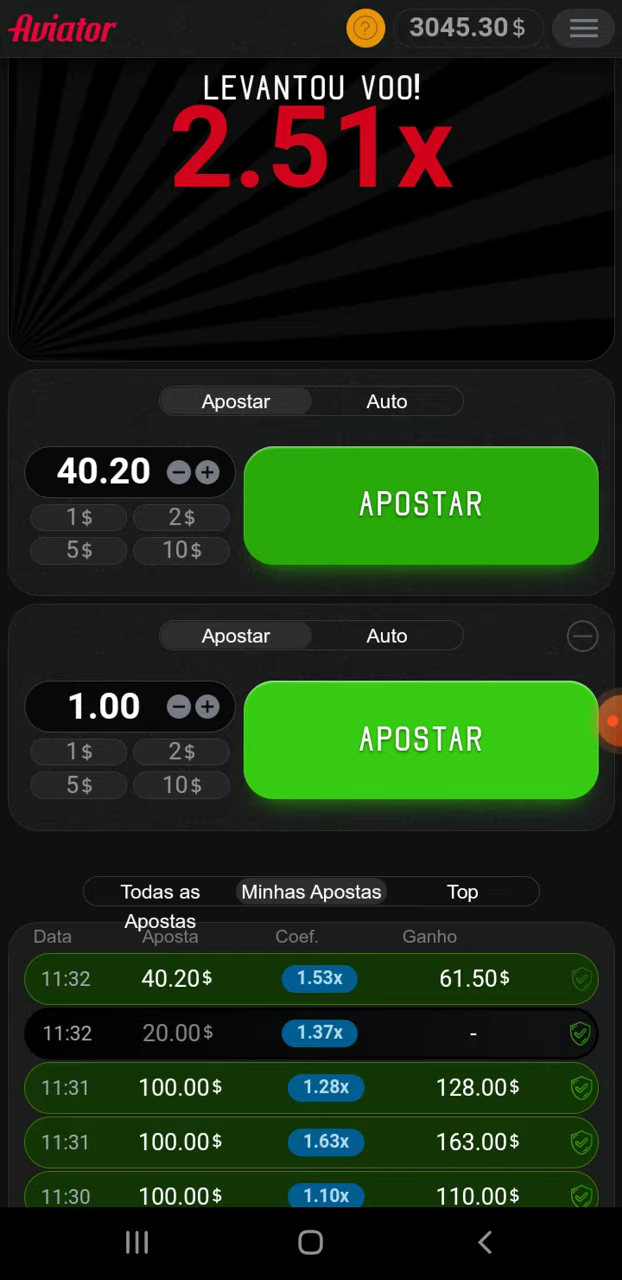 Aviator
3045.30 $
LEVANTOU VOO!
2.51x
Apostar Auto
40.20
APOSTAR
1$ 2$
5$ 10$
Apostar Auto
1.00
APOSTAR
1$ 2$
5$ 10$
Todas as Apostas Minhas Apostas Top
Data Aposta Coef. Ganho
11:32 40.20$ 1.53x 61.50$
11:32 20.00$ 1.37x -
11:31 100.00$ 1.28x 128.00$
11:31 100.00$ 1.63x 163.00$
11:30 100.00$ 1.10x 110.00$